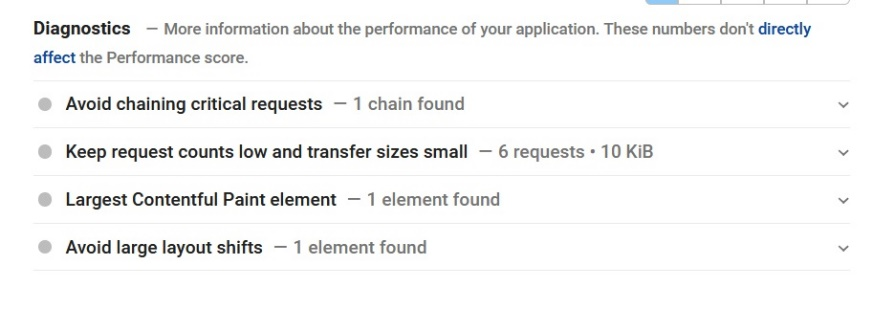 Diagnostics — More information about the performance of your application. These numbers don't directly
affect the Performance score.
Avoid chaining critical requests — 1 chain found
Keep request counts low and transfer sizes small — 6 requests • 10 KiB
Largest Contentful Paint element — 1 element found
Avoid large layout shifts — 1 element found